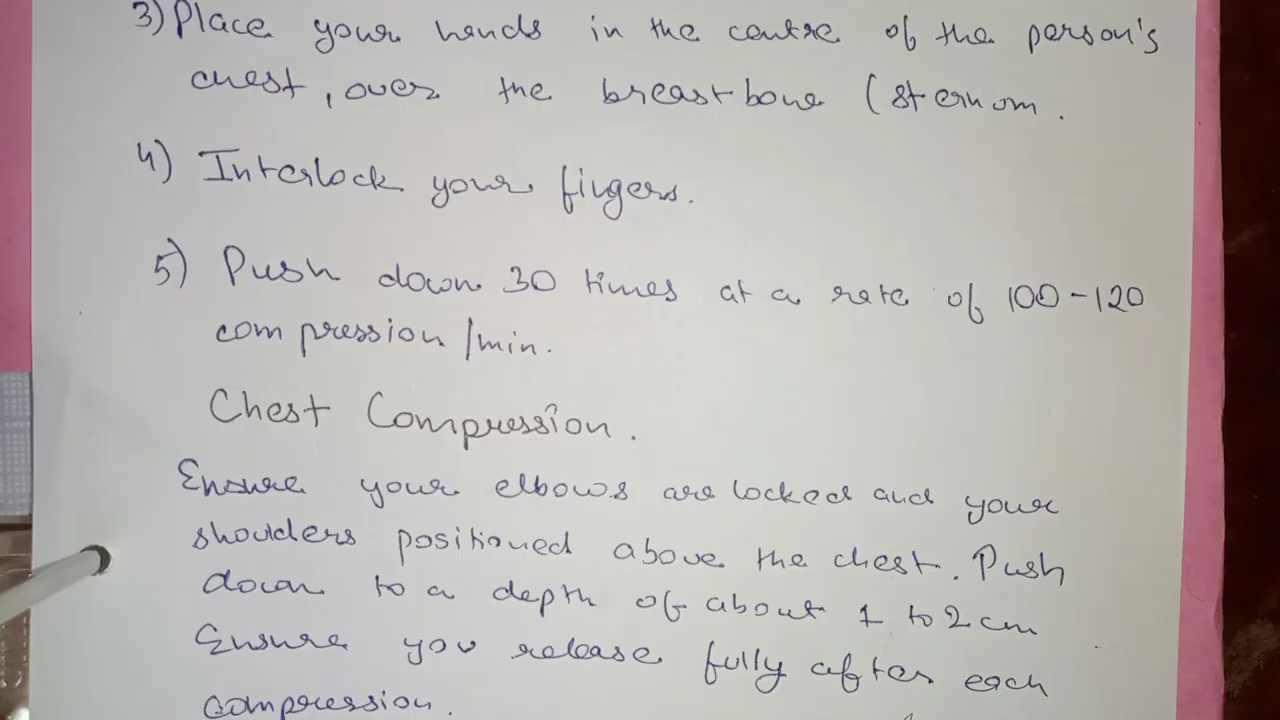 3) Place your hands in the centre of the person's
chest, over the breastbone (sternom.
4) Interlock your fingers.
5) Push down 30 times at a rate of 100-120
compression/min.
Chest Compression.
Ensure your elbows are locked and your
shoulders positioned above the chest. Push
down to a depth of about 1 to 2 cm
Ensure you release fully after each
compression.